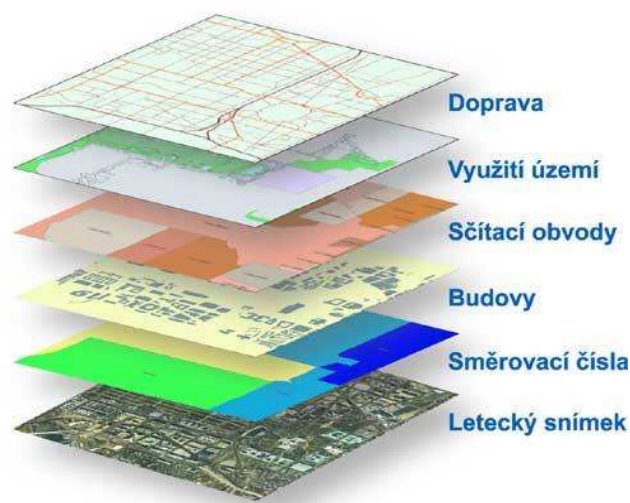 Doprava
Využití území
Sčítací obvody
Budovy
Směrovací čísla
Letecký snímek